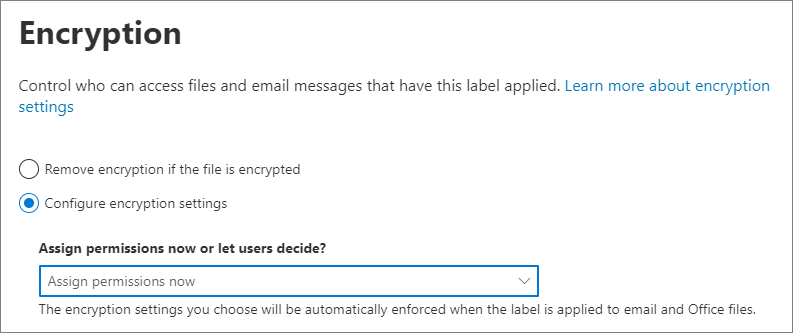 Encryption
Control who can access files and email messages that have this label applied. Learn more about encryption
settings
Remove encryption if the file is encrypted
Configure encryption settings
Assign permissions now or let users decide?
Assign permissions now
The encryption settings you choose will be automatically enforced when the label is applied to email and Office files.